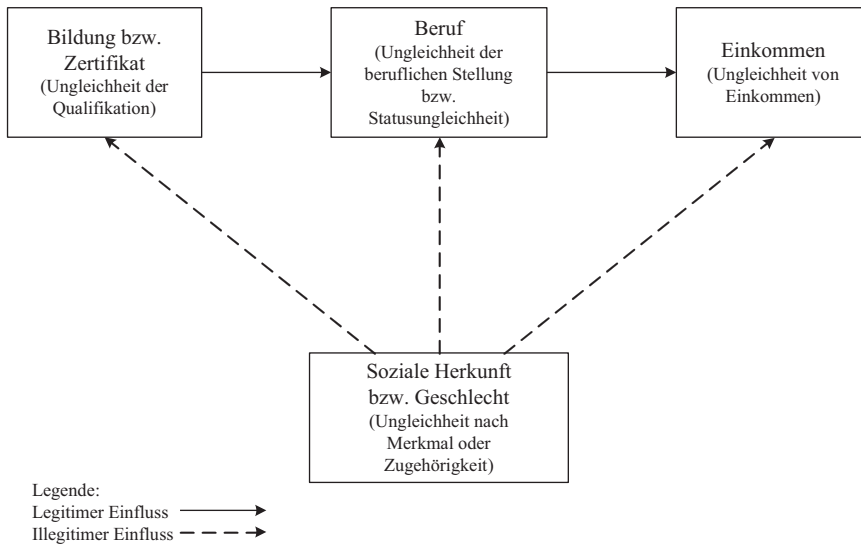 Bildung bzw.
Zertifikat
(Ungleichheit der
Qualifikation)
Beruf
(Ungleichheit der
beruflichen Stellung
bzw.
Statusungleichheit)
Einkommen
(Ungleichheit von
Einkommen)
Soziale Herkunft
bzw. Geschlecht
(Ungleichheit nach
Merkmal oder
Zugehörigkeit)
Legende:
Legitimer Einfluss
Illegitimer Einfluss